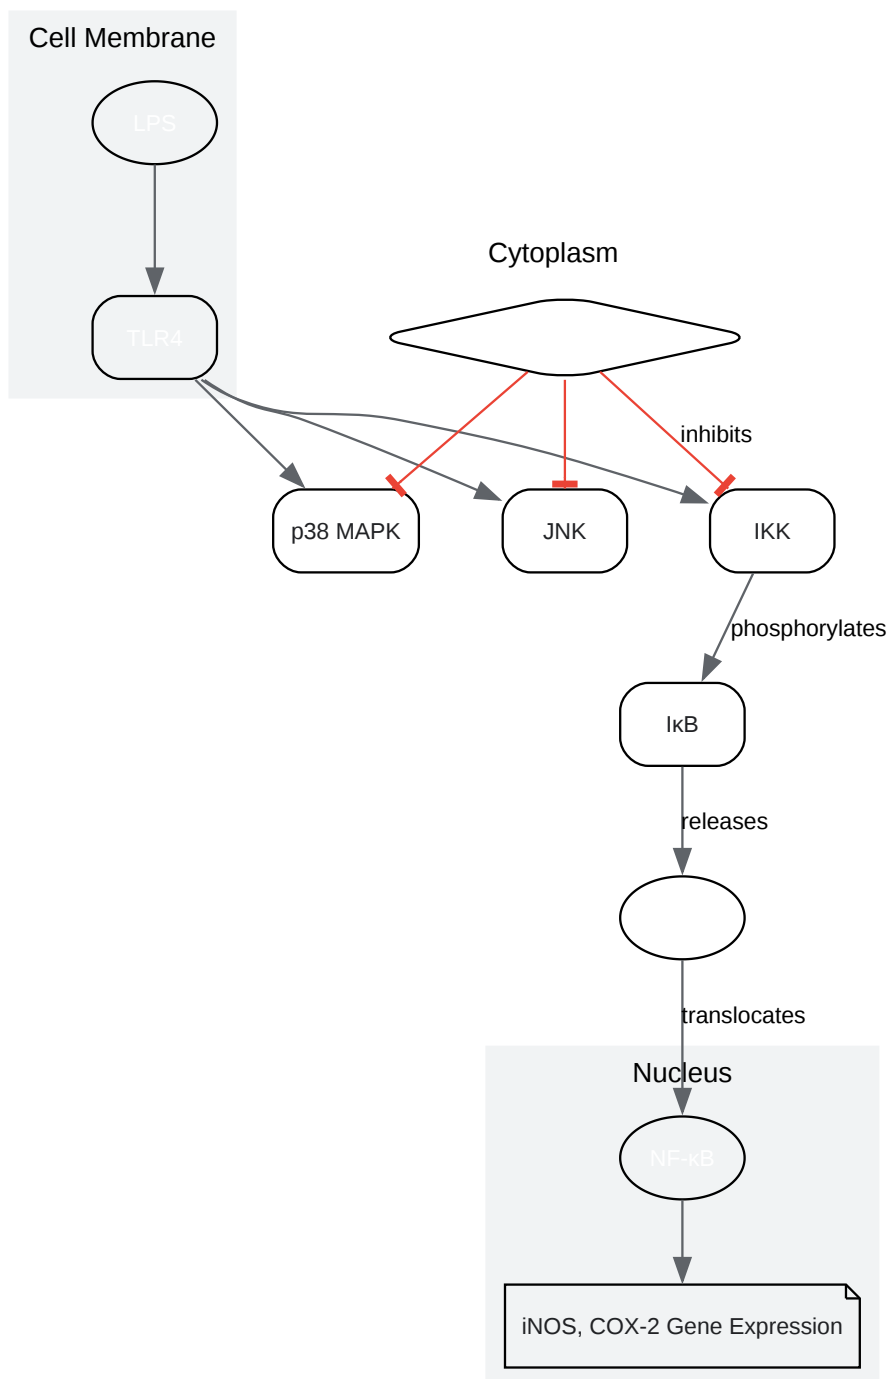 Cell Membrane
LPS
TLR4
Cytoplasm
inhibits
p38 MAPK
JNK
IKK
phosphorylates
IκB
releases
translocates
Nucleus
NF-κB
iNOS, COX-2 Gene Expression